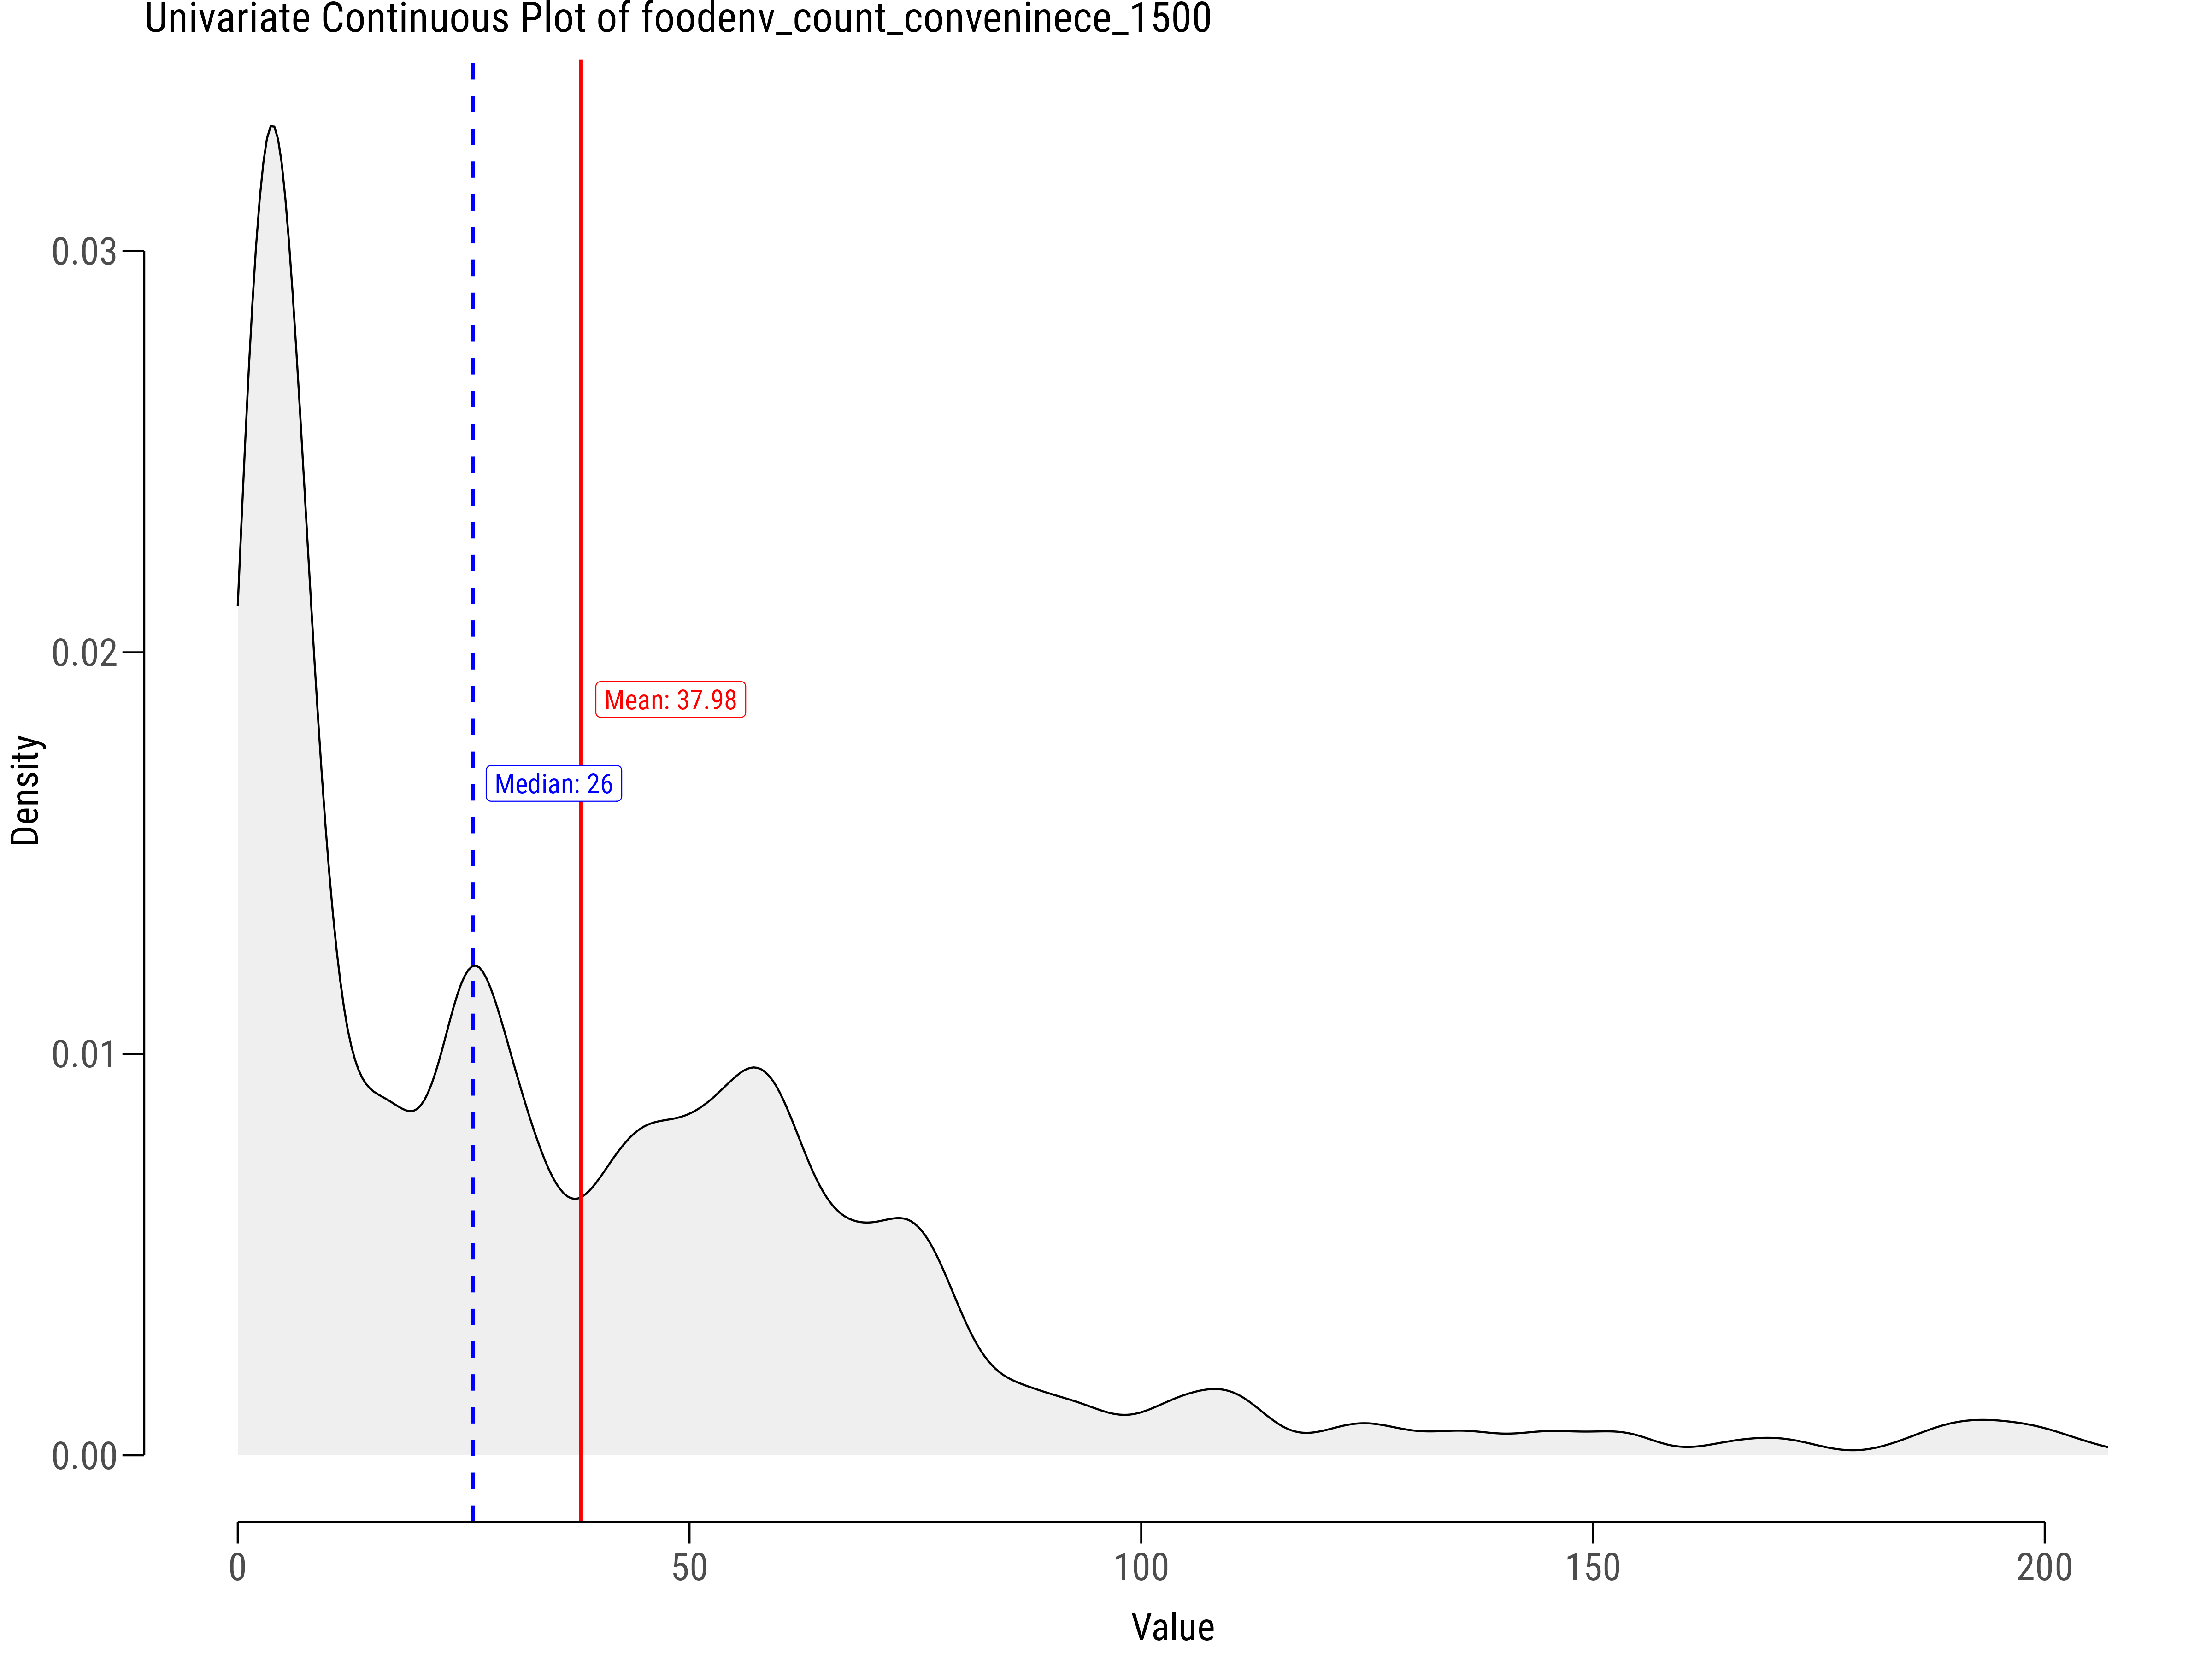 Univariate Continuous Plot of foodenv_count_conveninece_1500
0.03
0.02
0.01
0.00
Density
Mean: 37.98
Median: 26
0
50
100
150
200
Value